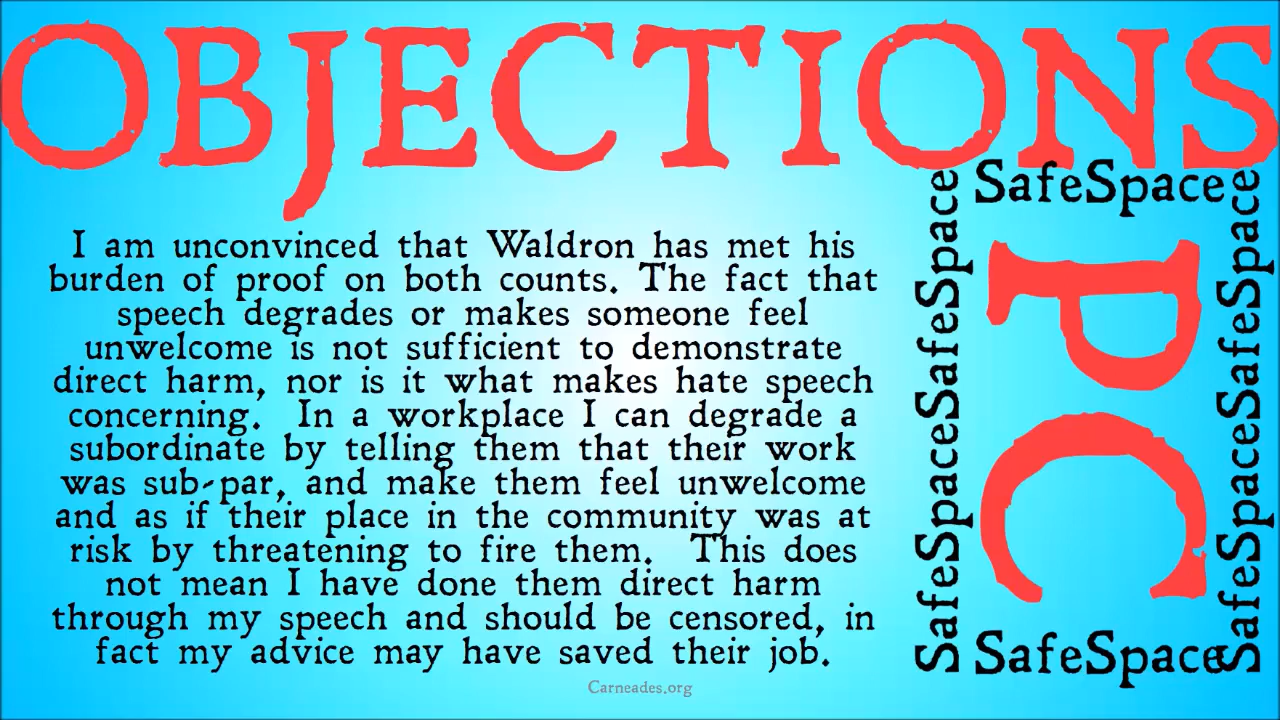 OBJECTIONS
I am unconvinced that Waldron has met his
burden of proof on both counts. The fact that
speech degrades or makes someone feel
unwelcome is not sufficient to demonstrate
direct harm, nor is it what makes hate speech
concerning. In a workplace I can degrade a
subordinate by telling them that their work
was sub-par, and make them feel unwelcome
and as if their place in the community was at
risk by threatening to fire them. This does
not mean I have done them direct harm
through my speech and should be censored, in
fact my advice may have saved their job.
SafeSpace
SafeSpaceSafeSpace
PC
SafeSpaceSafeSpace
SafeSpace
Carneades.org